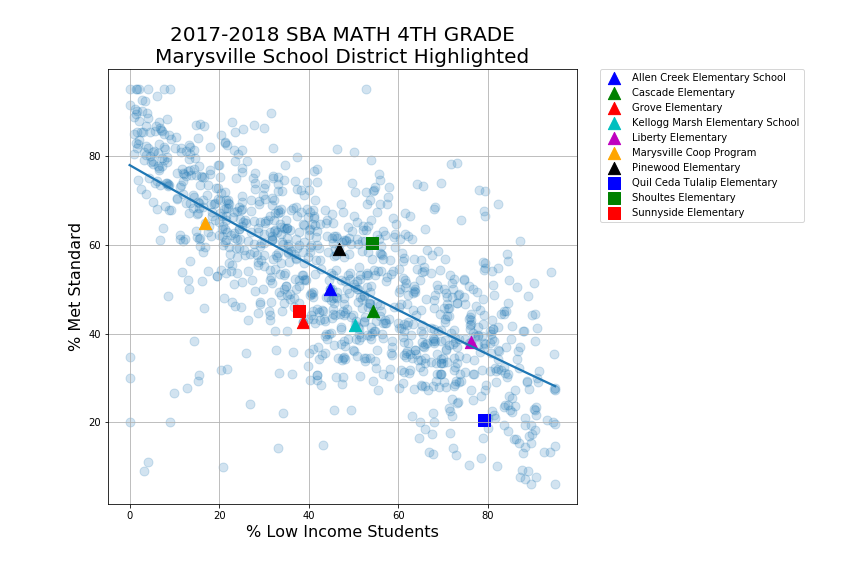 2017-2018 SBA MATH 4TH GRADE
Marysville School District Highlighted
Allen Creek Elementary School
Cascade Elementary
Grove Elementary
Kellogg Marsh Elementary School
Liberty Elementary
Marysville Coop Program
Pinewood Elementary
Quil Ceda Tulalip Elementary
Shoultes Elementary
Sunnyside Elementary
% Met Standard
80
60
40
20
0 20 40 60 80
% Low Income Students